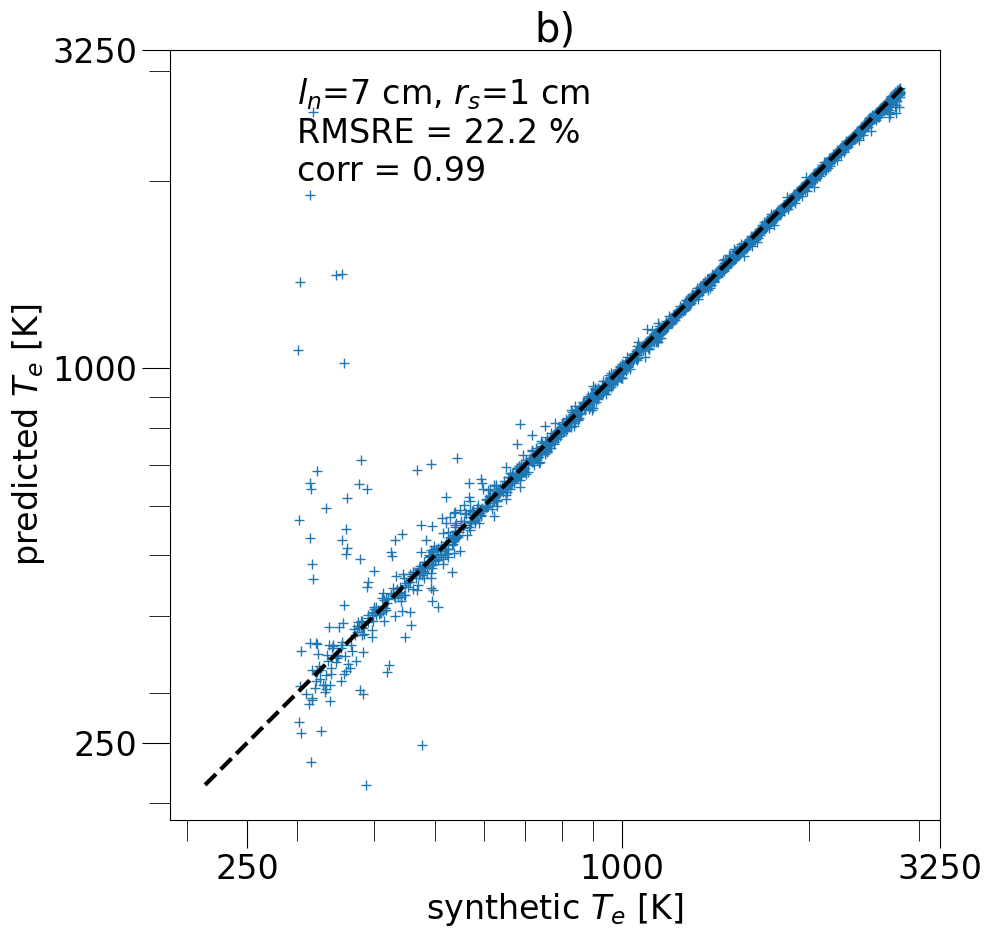 b)
3250
l_n=7 cm, r_s=1 cm
RMSRE = 22.2 %
corr = 0.99
predicted T_e [K]
1000
250
250 1000 3250
synthetic T_e [K]